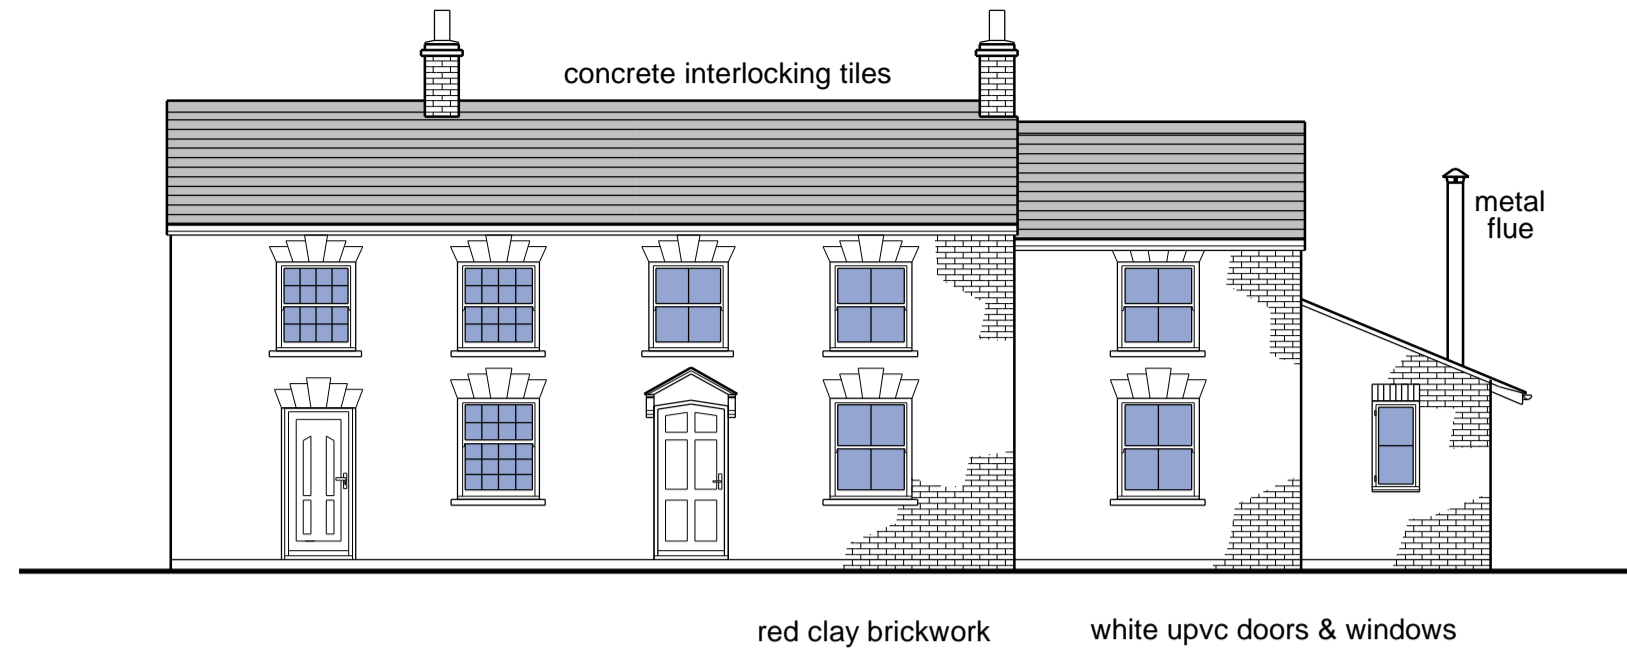 concrete interlocking tiles
metal
flue
red clay brickwork
white upvc doors & windows